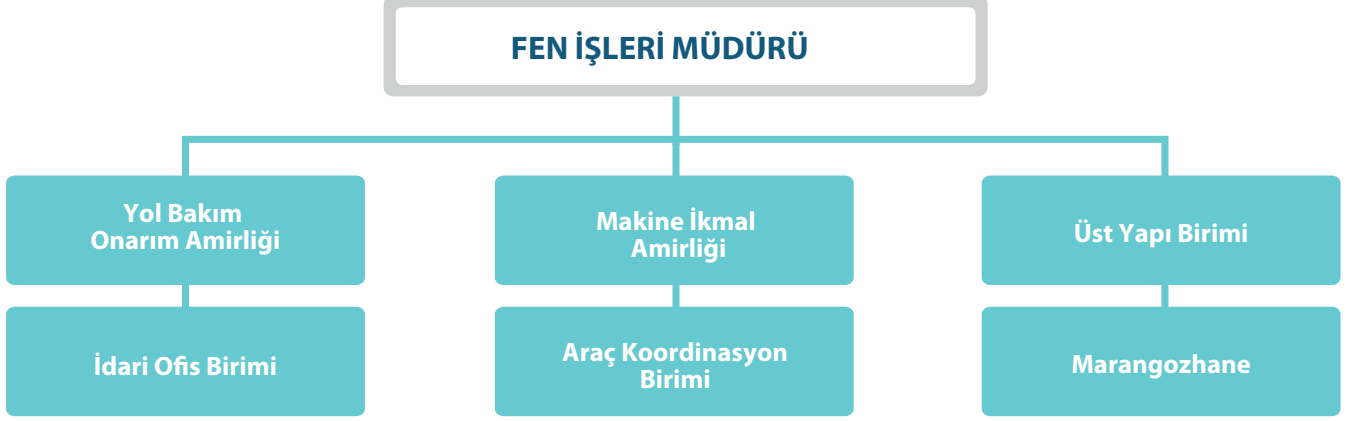 FEN İŞLERİ MÜDÜRÜ
Yol Bakım
Onarım Amirliği
Makine İkmal
Amirliği
Üst Yapı Birimi
İdari Ofis Birimi
Araç Koordinasyon
Birimi
Marangozhane